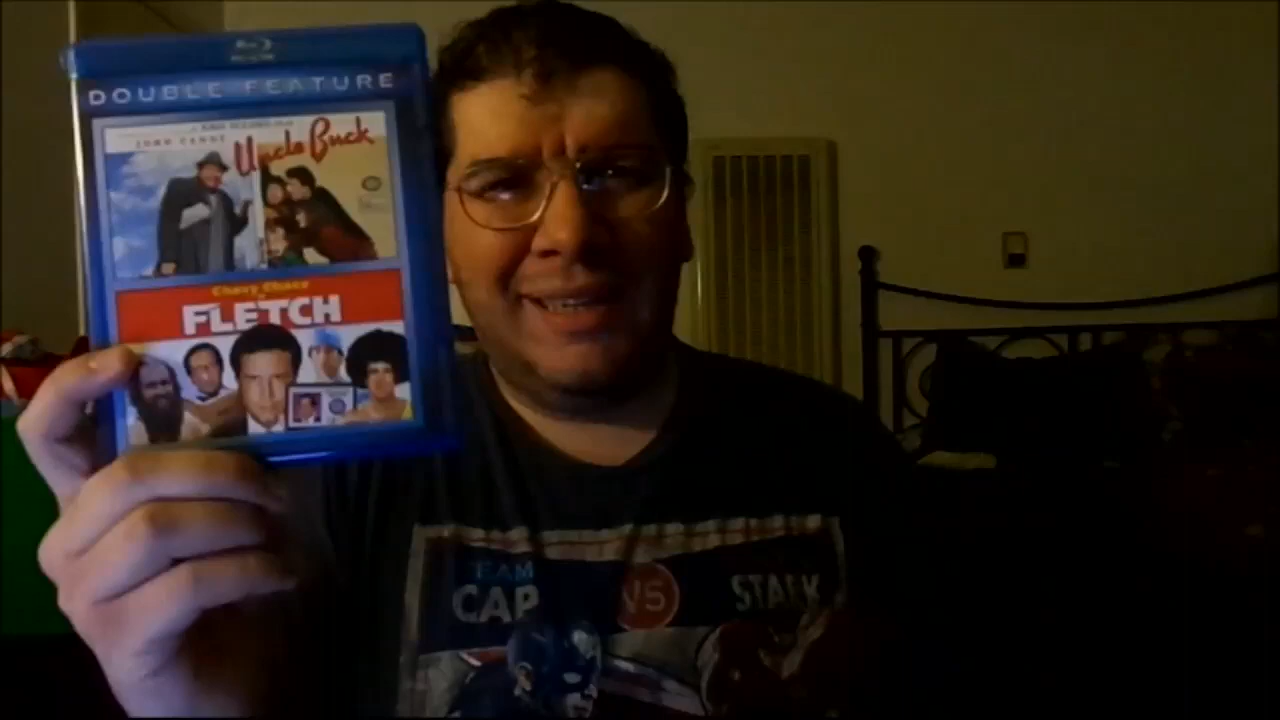 DOUBLE FEATURE
JOHN CANDY
Uncle Buck
Chevy Chase
FLETCH
TEAM
CAP
VS
STARK